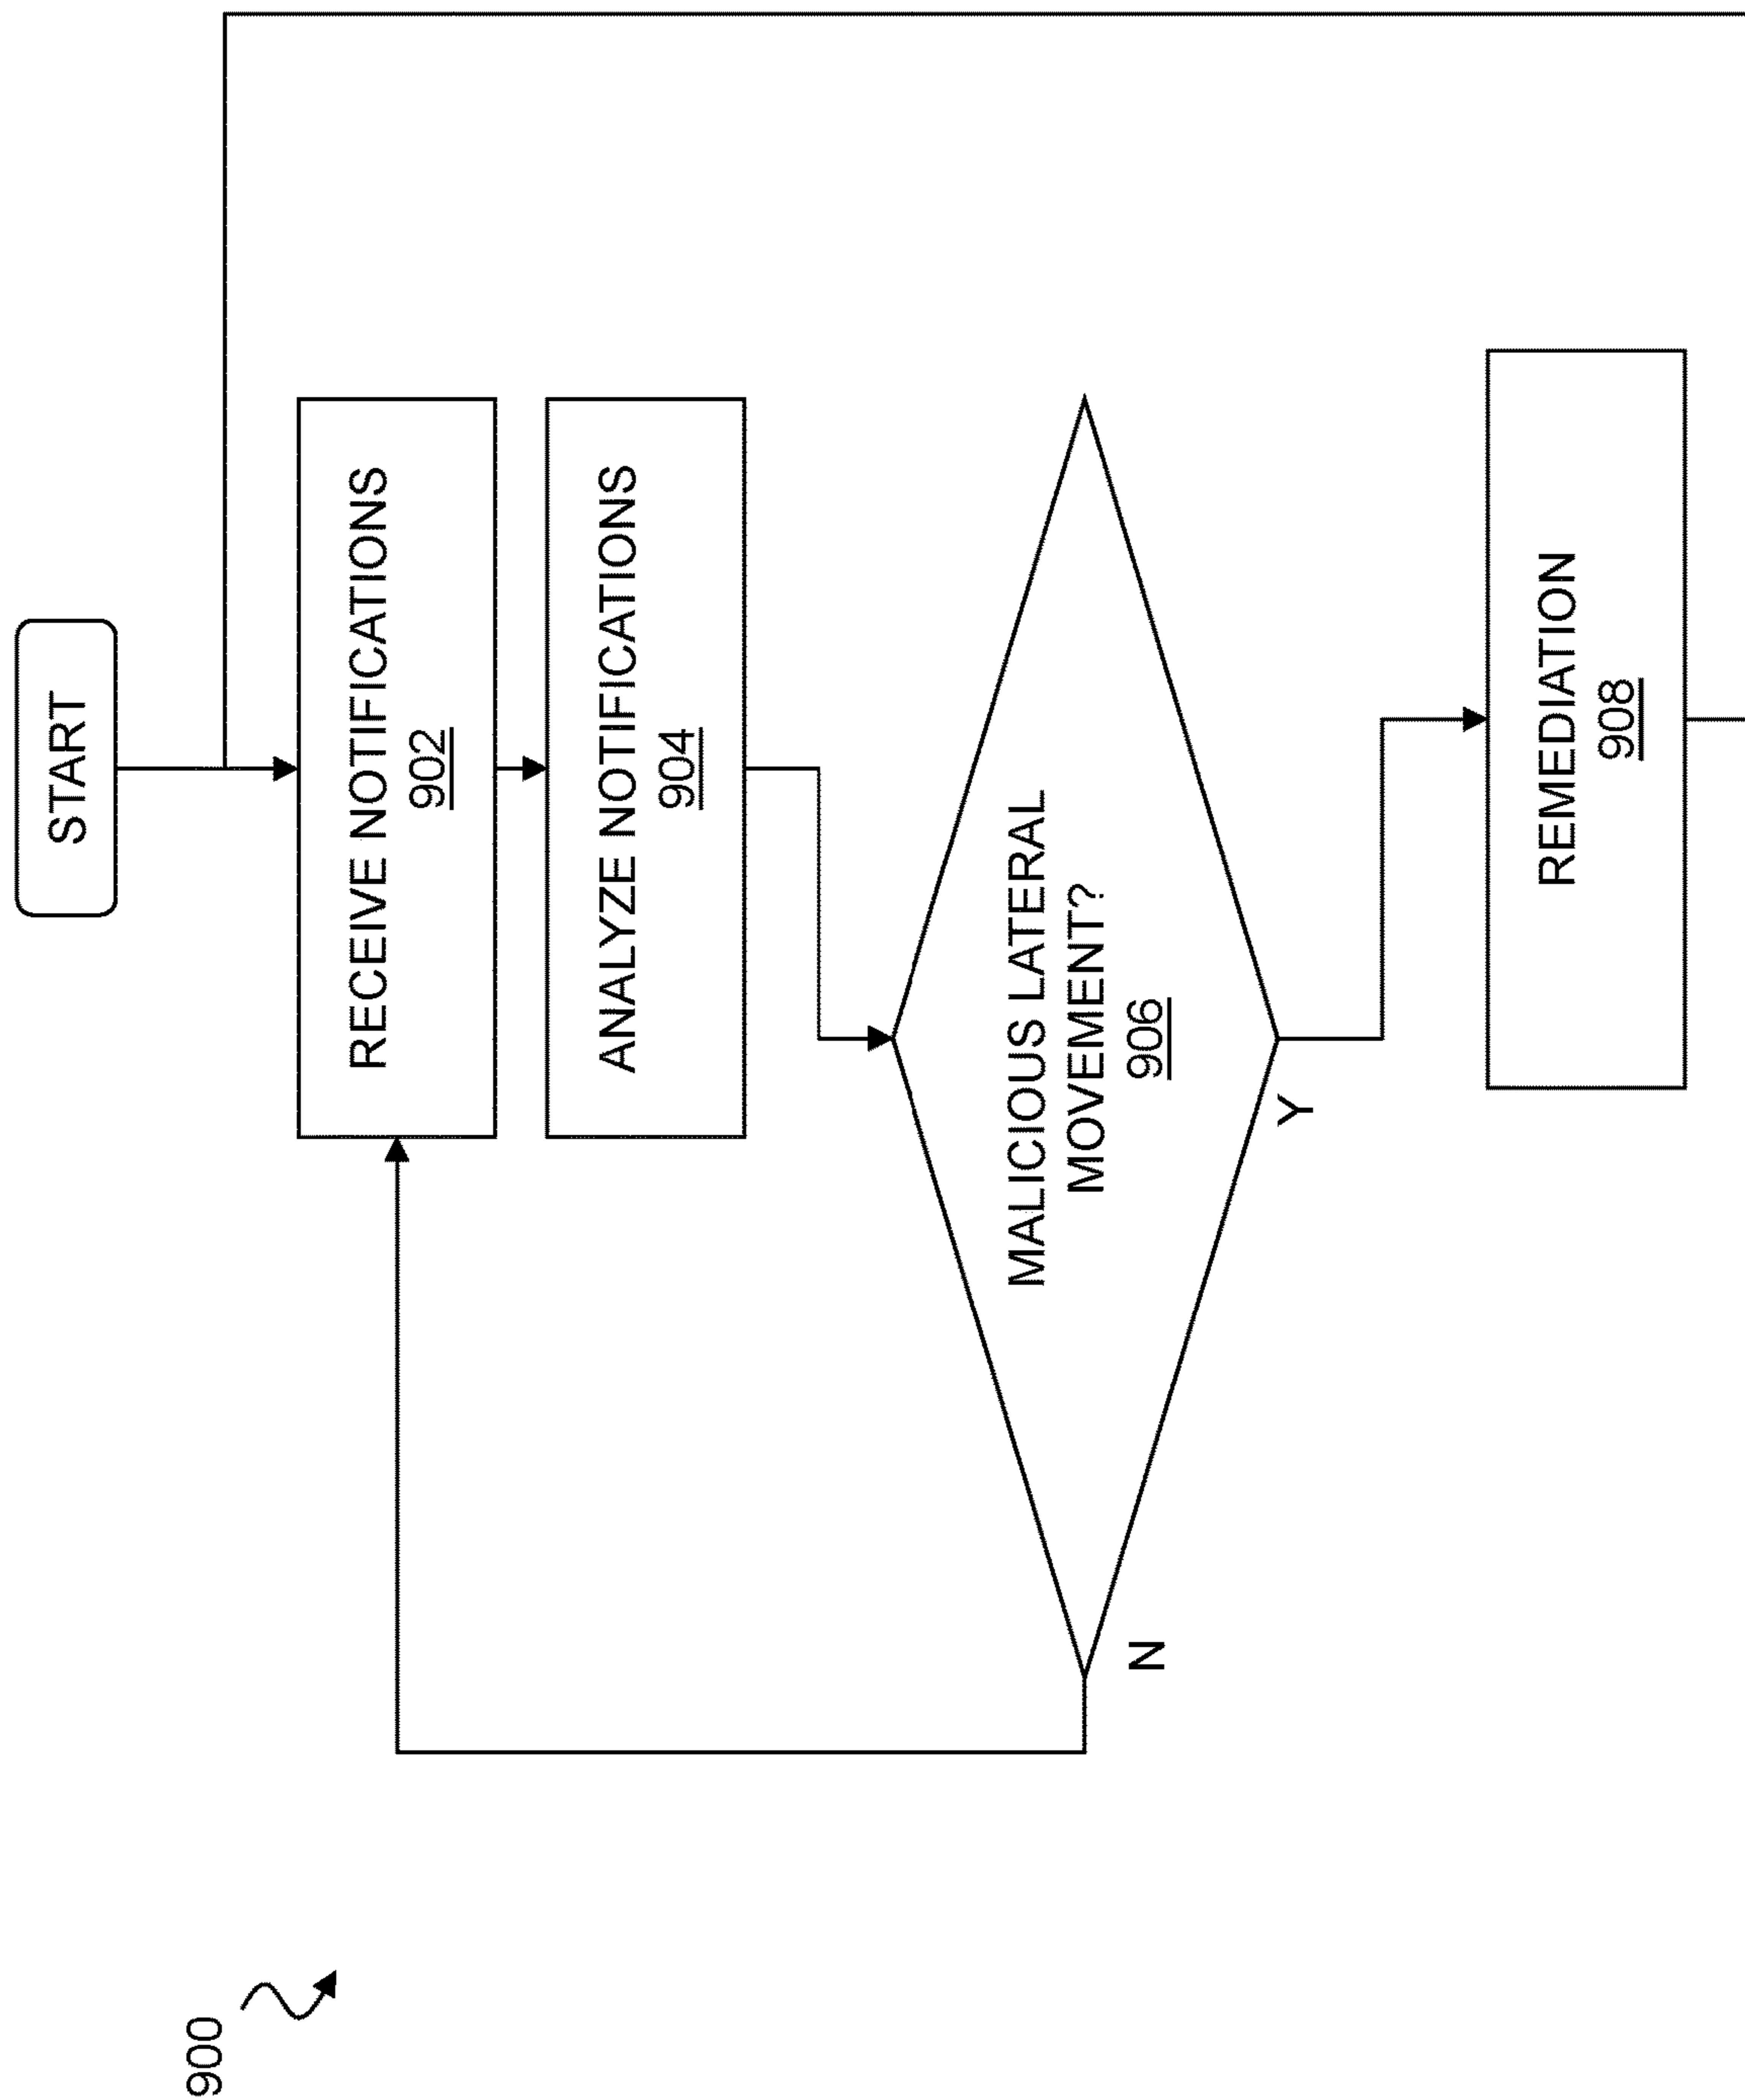 900
START
RECEIVE NOTIFICATIONS
902
ANALYZE NOTIFICATIONS
904
MALICIOUS LATERAL
MOVEMENT?
906
N
Y
REMEDIATION
908